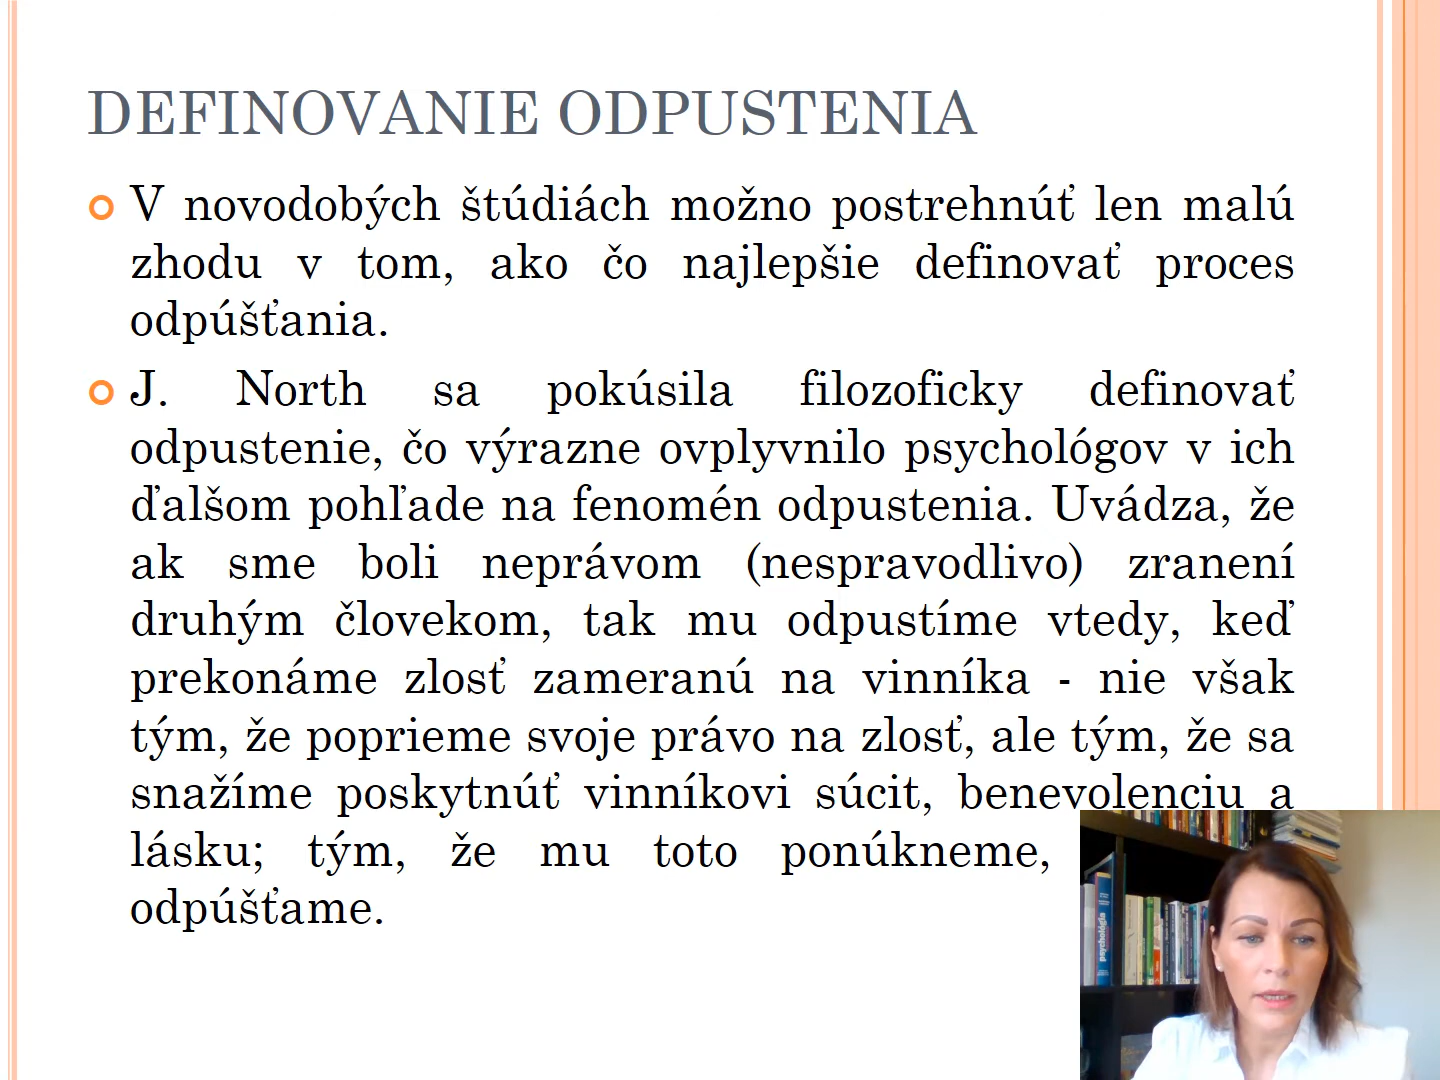 DEFINOVANIE ODPUSTENIA
V novodobých štúdiách možno postrehnúť len malú
zhodu v tom, ako čo najlepšie definovať proces
odpúšťania.
J. North sa pokúsila filozoficky definovať
odpustenie, čo výrazne ovplyvnilo psychológov v ich
ďalšom pohľade na fenomén odpustenia. Uvádza, že
ak sme boli neprávom (nespravodlivo) zranení
druhým človekom, tak mu odpustíme vtedy, keď
prekonáme zlosť zameranú na vinníka - nie však
tým, že poprieme svoje právo na zlosť, ale tým, že sa
snažíme poskytnúť vinníkovi súcit, benevolenciu a
lásku; tým, že mu toto ponúkneme,
odpúšťame.
psychológia